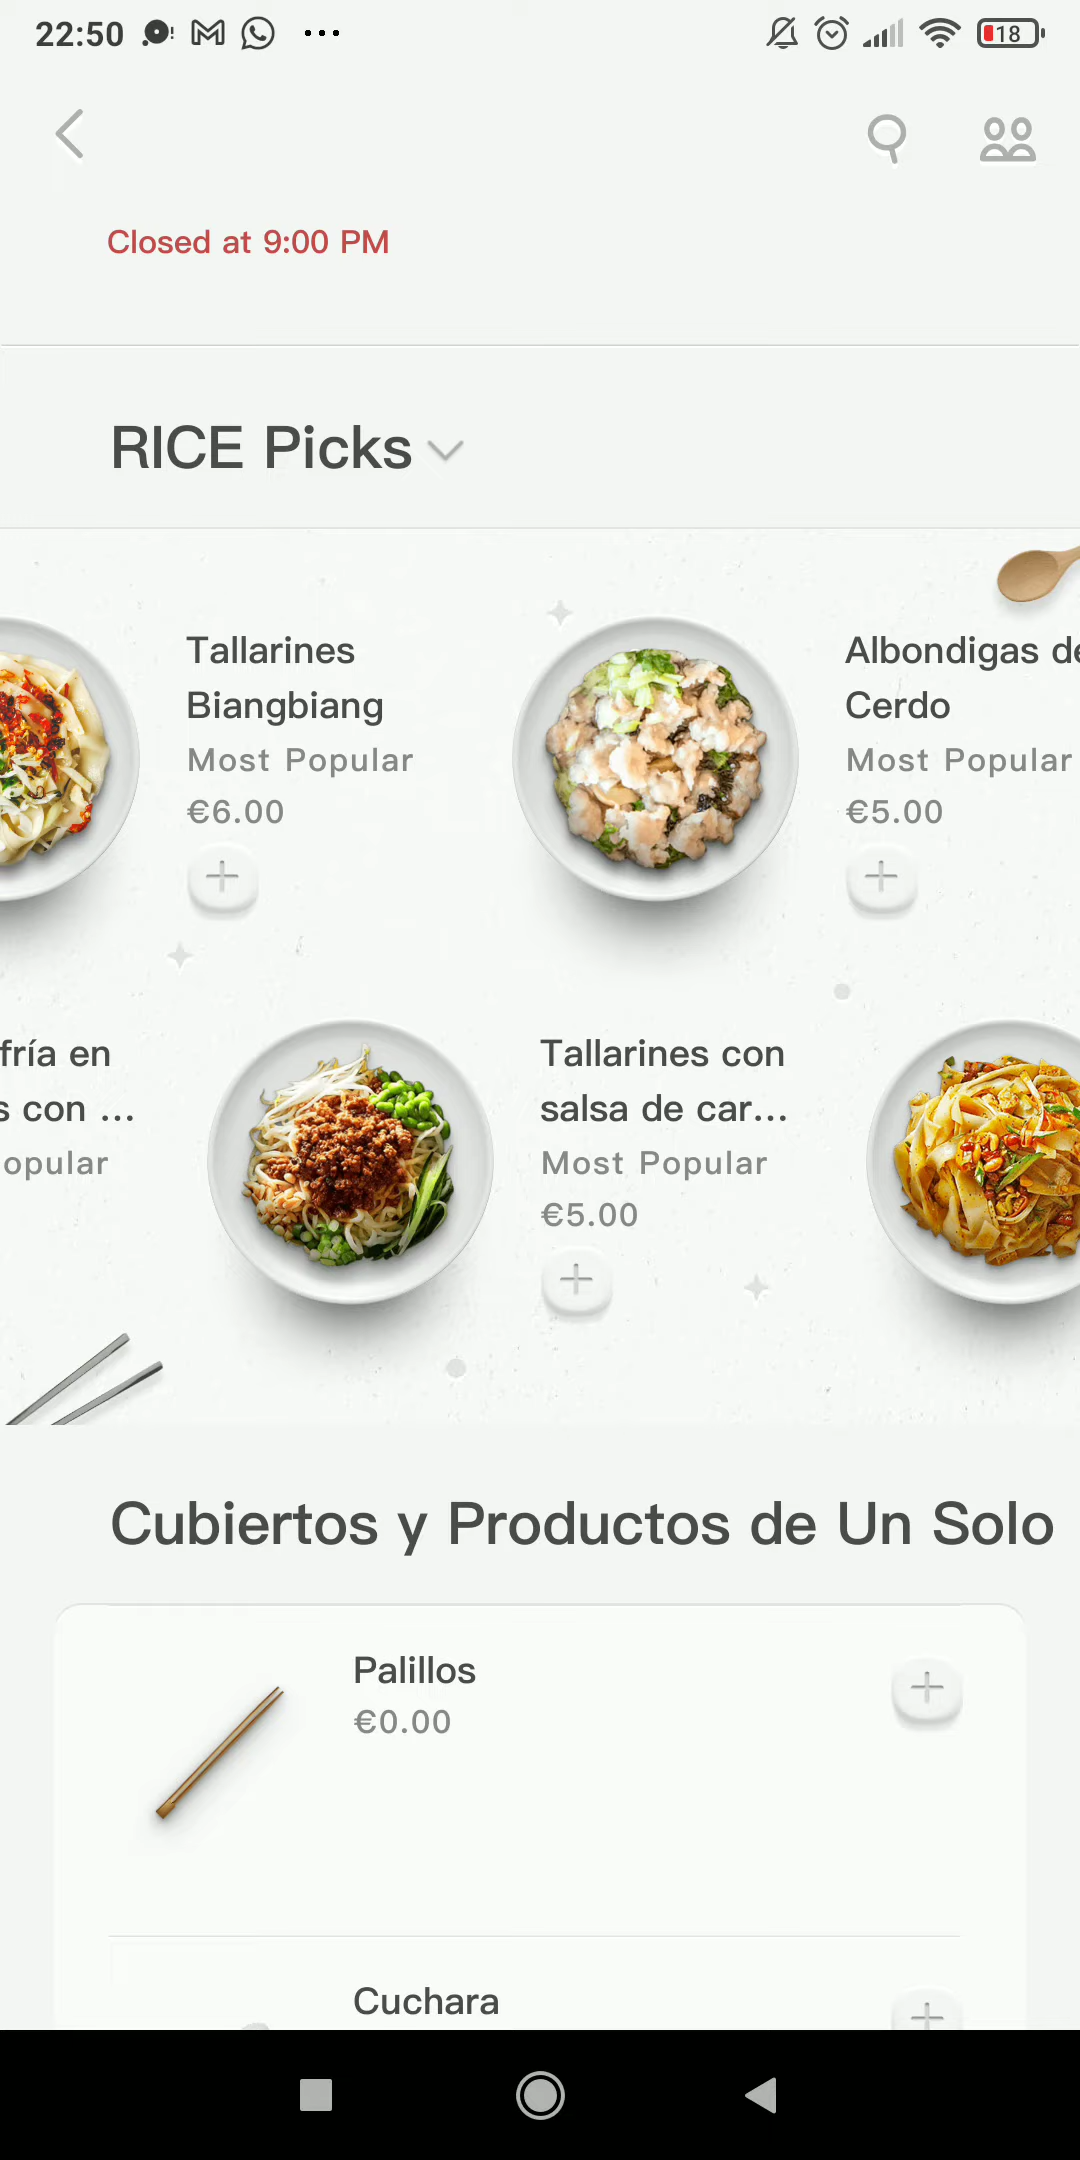 22:50
18
Closed at 9:00 PM
RICE Picks
Tallarines
Biangbiang
Most Popular
€6.00
Albondigas de
Cerdo
Most Popular
€5.00
fría en
s con ...
opular
Tallarines con
salsa de car...
Most Popular
€5.00
Cubiertos y Productos de Un Solo
Palillos
€0.00
Cuchara